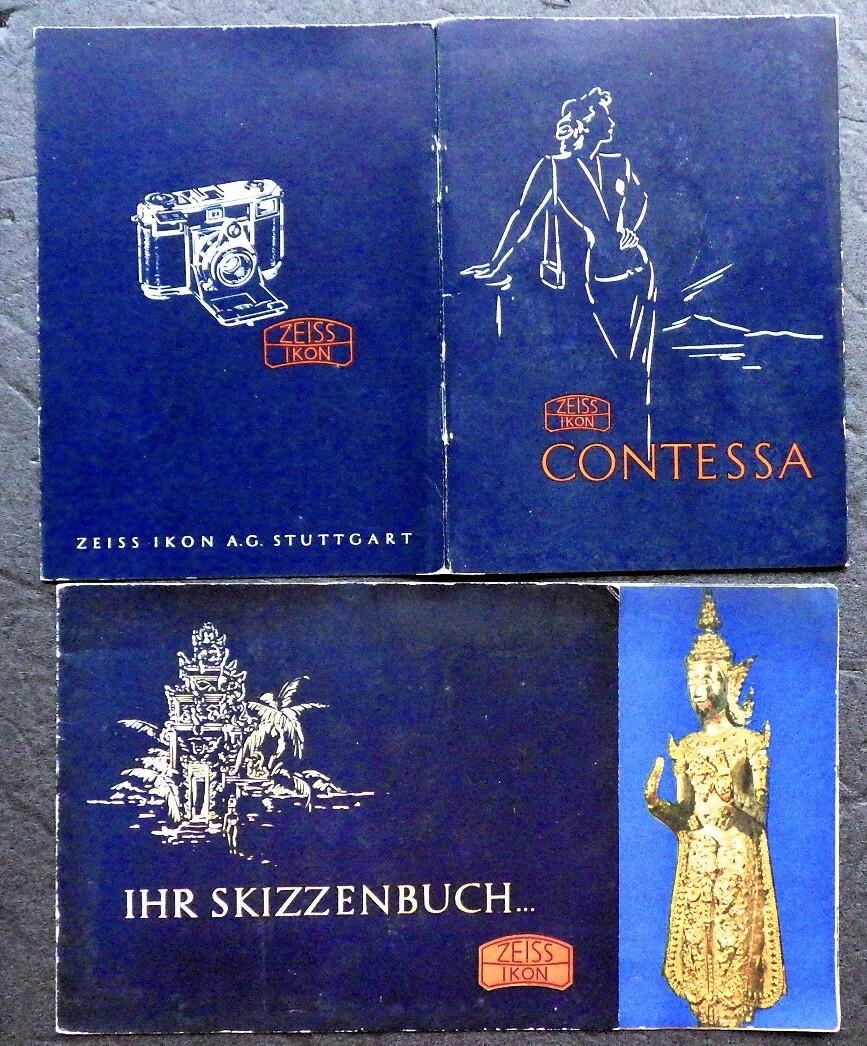 ZEISS
IKON
ZEISS IKON A.G. STUTTGART
ZEISS
IKON
CONTESSA
IHR SKIZZENBUCH...
ZEISS
IKON